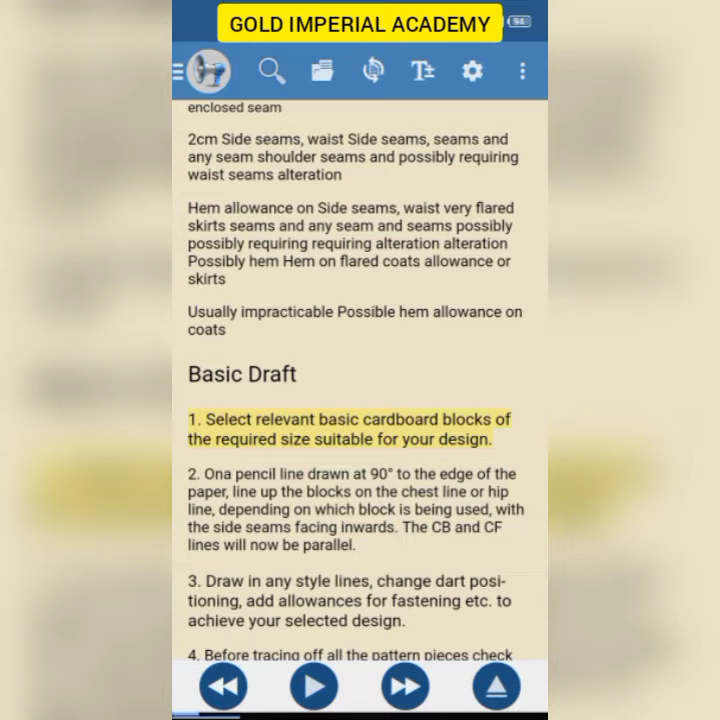 GOLD IMPERIAL ACADEMY
94
T±
enclosed seam
2cm Side seams, waist Side seams, seams and
any seam shoulder seams and possibly requiring
waist seams alteration
Hem allowance on Side seams, waist very flared
skirts seams and any seam and seams possibly
possibly requiring requiring alteration alteration
Possibly hem Hem on flared coats allowance or
skirts
Usually impracticable Possible hem allowance on
coats
Basic Draft
1. Select relevant basic cardboard blocks of
the required size suitable for your design.
2. Ona pencil line drawn at 90° to the edge of the
paper, line up the blocks on the chest line or hip
line, depending on which block is being used, with
the side seams facing inwards. The CB and CF
lines will now be parallel.
3. Draw in any style lines, change dart posi-
tioning, add allowances for fastening etc. to
achieve your selected design.
4. Before tracing off all the pattern pieces check